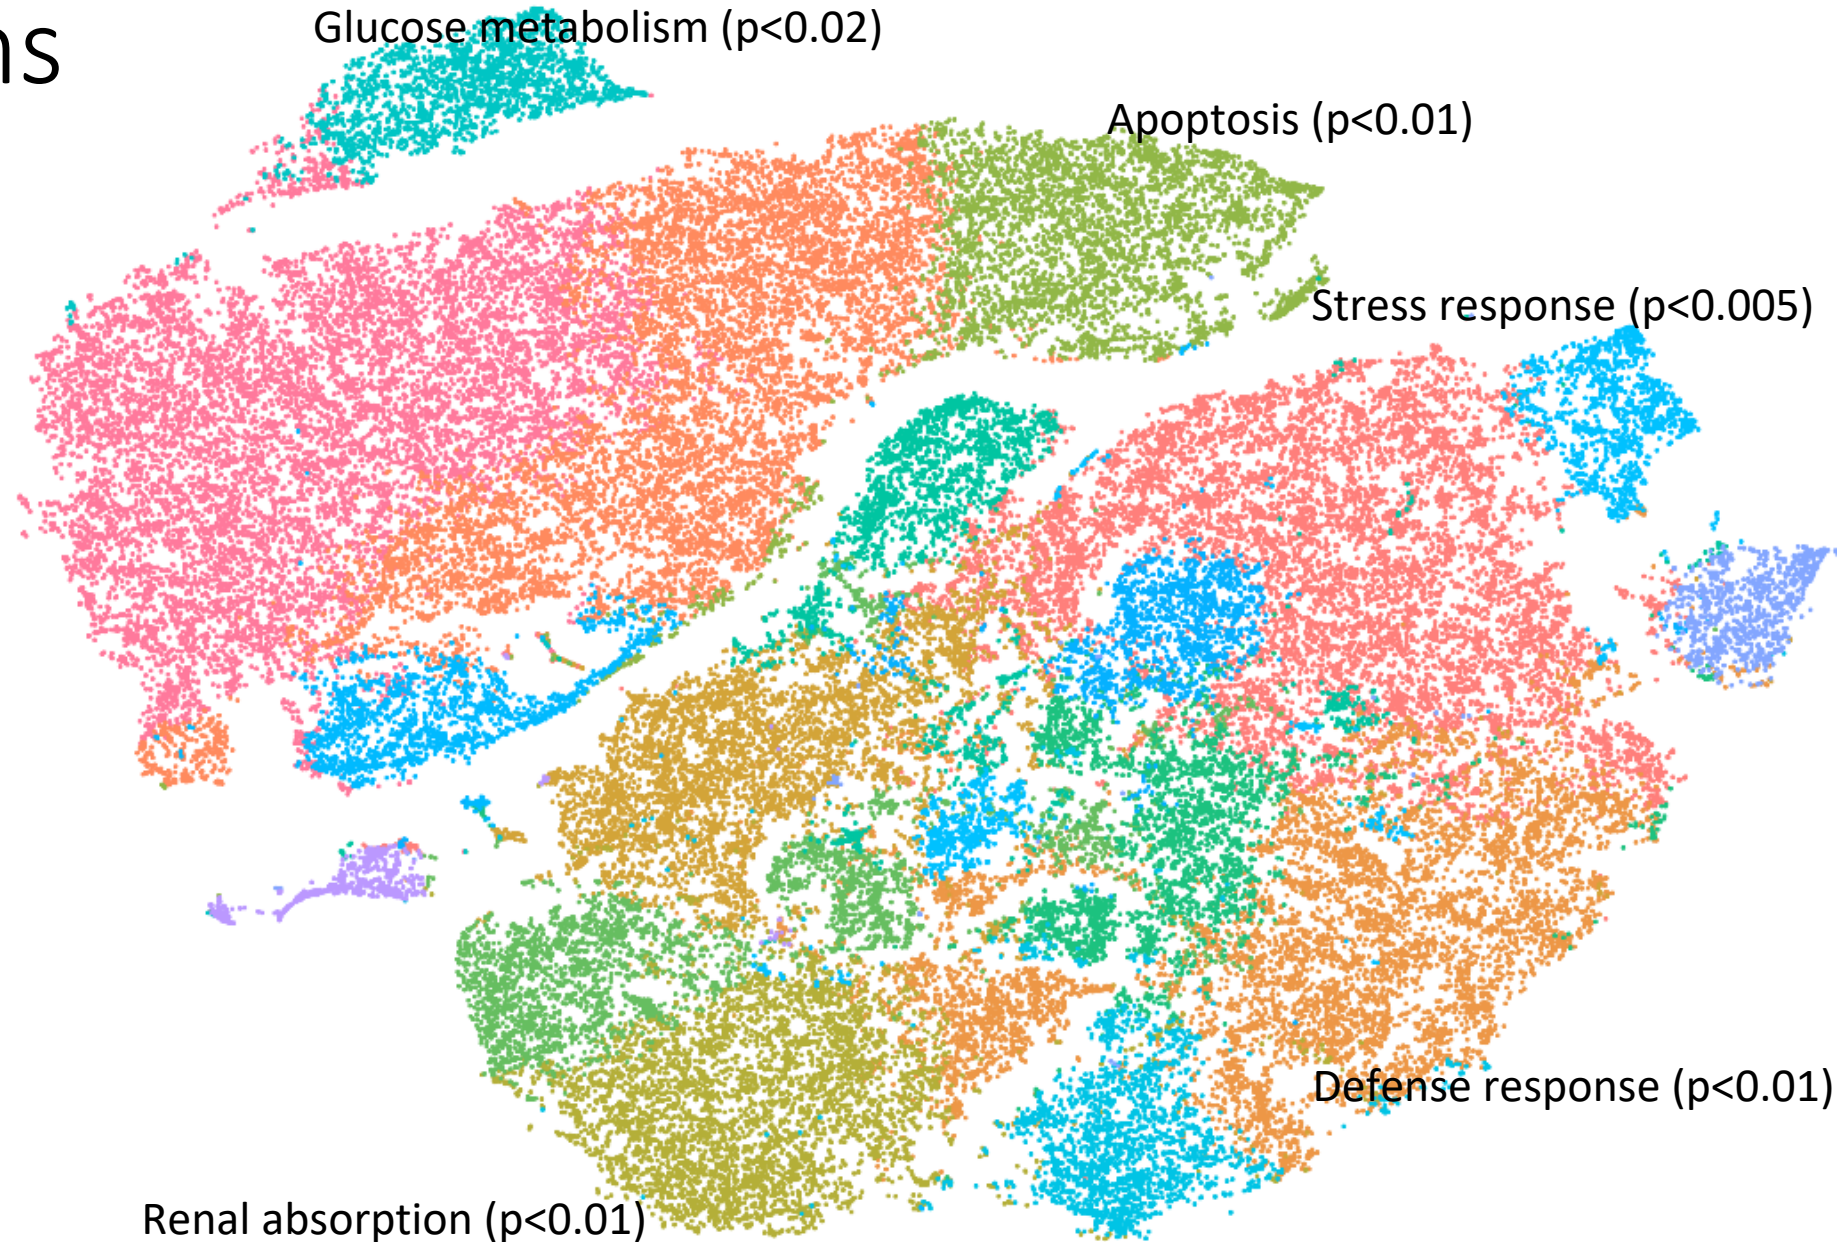 ns
Glucose metabolism (p<0.02)
Apoptosis (p<0.01)
Stress response (p<0.005)
Defense response (p<0.01)
Renal absorption (p<0.01)